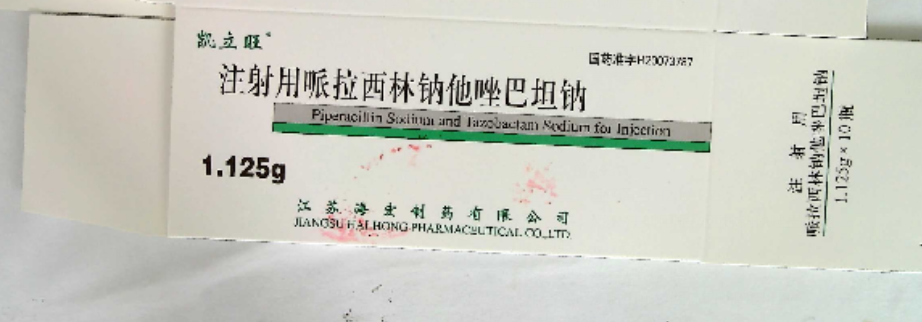 凯立旺
国药准字H20073787
注射用哌拉西林钠他唑巴坦钠
Piperacillin Sodium and Tazobactam Sodium for Injection
1.125g
江苏海宏制药有限公司
JIANGSU HAI HONG PHARMACEUTICAL CO.,LTD.
注射用
哌拉西林钠他唑巴坦钠
1.125g×10瓶